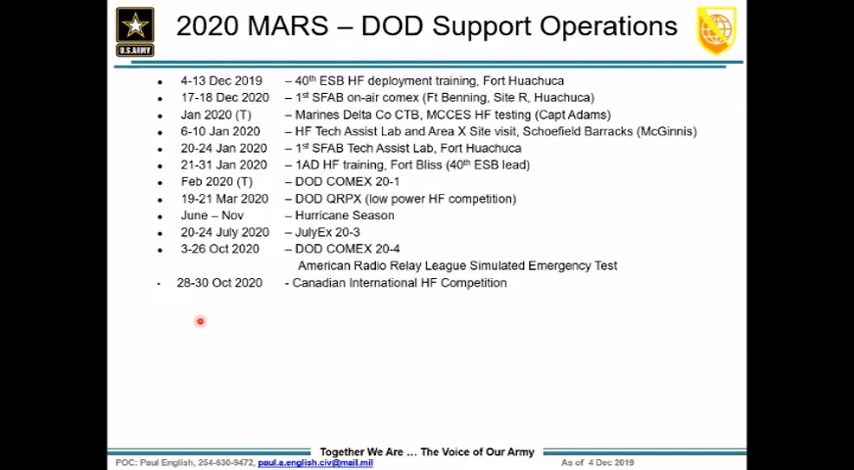 2020 MARS – DOD Support Operations
U.S.ARMY
• 4-13 Dec 2019 – 40th ESB HF deployment training, Fort Huachuca
• 17-18 Dec 2020 – 1st SFAB on-air comex (Ft Benning, Site R, Huachuca)
• Jan 2020 (T) – Marines Delta Co CTB, MCCES HF testing (Capt Adams)
• 6-10 Jan 2020 – HF Tech Assist Lab and Area X Site visit, Schoefield Barracks (McGinnis)
• 20-24 Jan 2020 – 1st SFAB Tech Assist Lab, Fort Huachuca
• 21-31 Jan 2020 – 1AD HF training, Fort Bliss (40th ESB lead)
• Feb 2020 (T) – DOD COMEX 20-1
• 19-21 Mar 2020 – DOD QRPX (low power HF competition)
• June – Nov – Hurricane Season
• 20-24 July 2020 – JulyEx 20-3
• 3-26 Oct 2020 – DOD COMEX 20-4
American Radio Relay League Simulated Emergency Test
• 28-30 Oct 2020 - Canadian International HF Competition
Together We Are … The Voice of Our Army
POC: Paul English, 254-630-9472, paul.a.english.civ@mail.mil
As of 4 Dec 2019